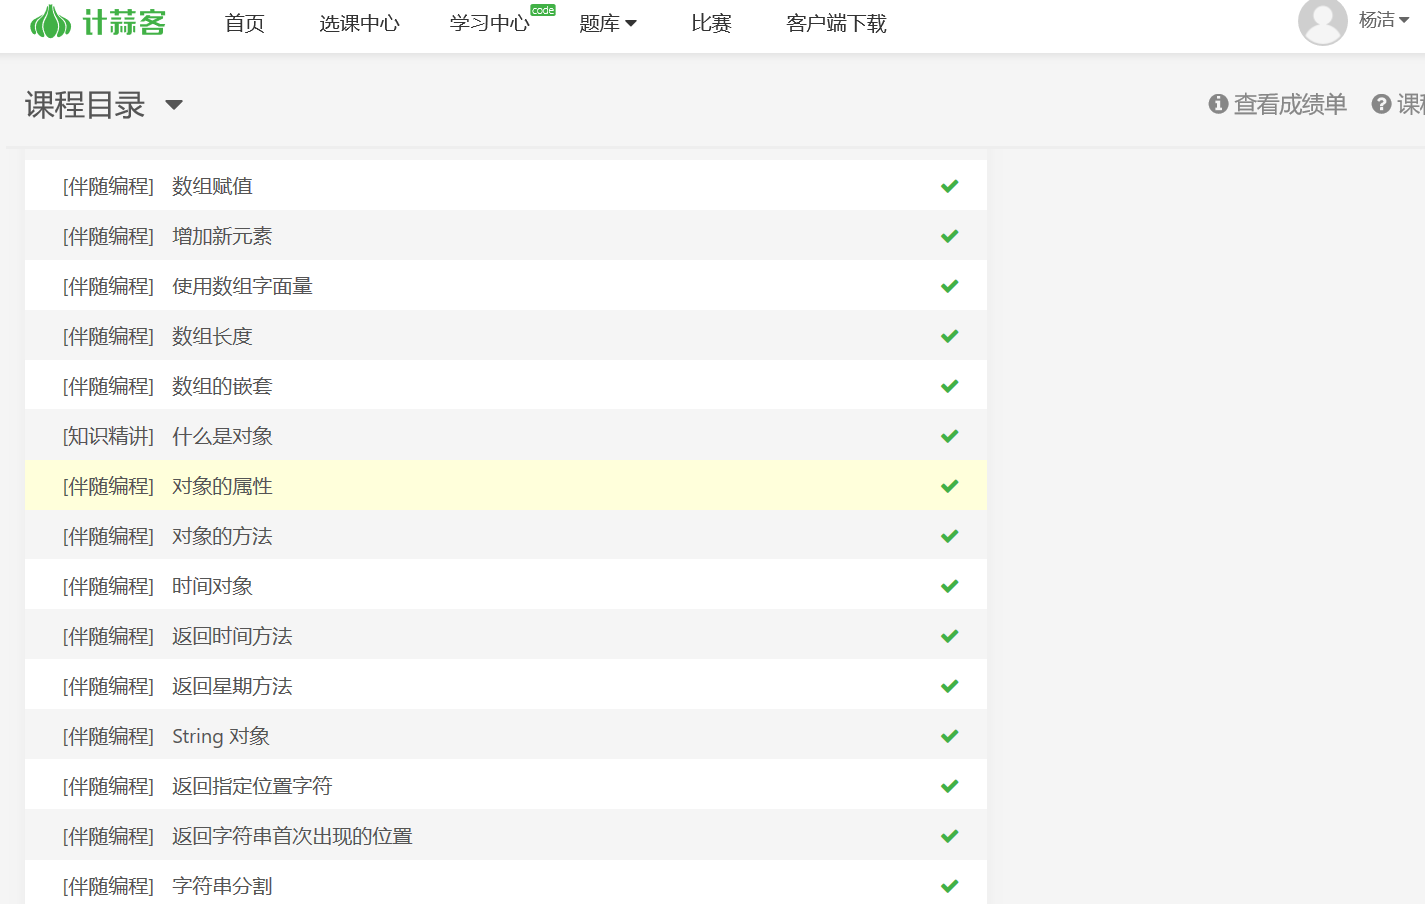 计蒜客 首页 选课中心 学习中心 code 题库 比赛 客户端下载 杨洁
课程目录 查看成绩单 课程
[伴随编程] 数组赋值
[伴随编程] 增加新元素
[伴随编程] 使用数组字面量
[伴随编程] 数组长度
[伴随编程] 数组的嵌套
[知识精讲] 什么是对象
[伴随编程] 对象的属性
[伴随编程] 对象的方法
[伴随编程] 时间对象
[伴随编程] 返回时间方法
[伴随编程] 返回星期方法
[伴随编程] String 对象
[伴随编程] 返回指定位置字符
[伴随编程] 返回字符串首次出现的位置
[伴随编程] 字符串分割